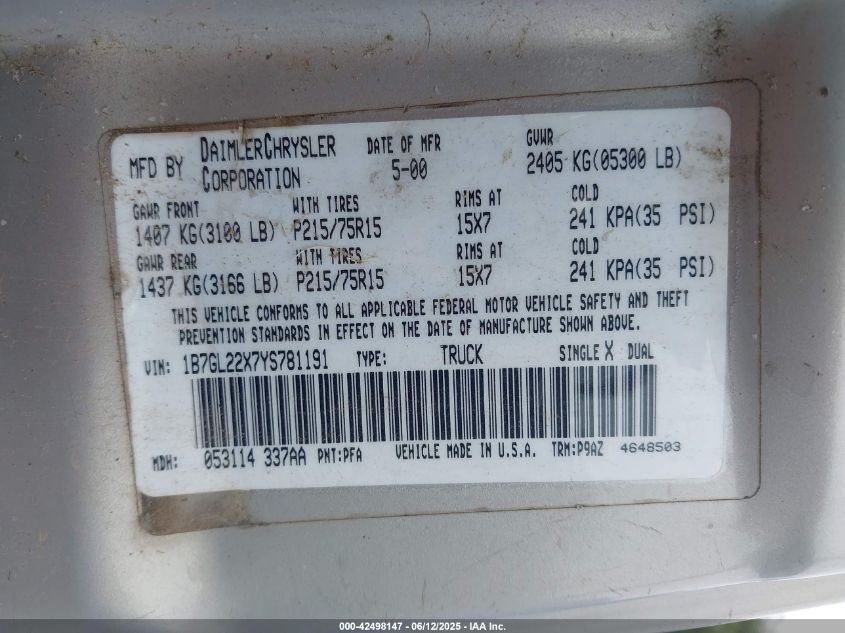 MFD BY DAIMLERCHRYSLER CORPORATION DATE OF MFR 5-00 GVWR 2405 KG(05300 LB)
GAWR FRONT WITH TIRES RIMS AT COLD
1407 KG(3100 LB) P215/75R15 15X7 241 KPA(35 PSI)
GAWR REAR WITH TIRES RIMS AT COLD
1437 KG(3166 LB) P215/75R15 15X7 241 KPA(35 PSI)
THIS VEHICLE CONFORMS TO ALL APPLICABLE FEDERAL MOTOR VEHICLE SAFETY AND THEFT
PREVENTION STANDARDS IN EFFECT ON THE DATE OF MANUFACTURE SHOWN ABOVE.
VIN: 1B7GL22X7YS781191 TYPE: TRUCK SINGLE X DUAL
MDH: 053114 337AA PNT:PFA VEHICLE MADE IN U.S.A. TRM:P9AZ 4648503
000-42498147 - 06/12/2025 - IAA Inc.